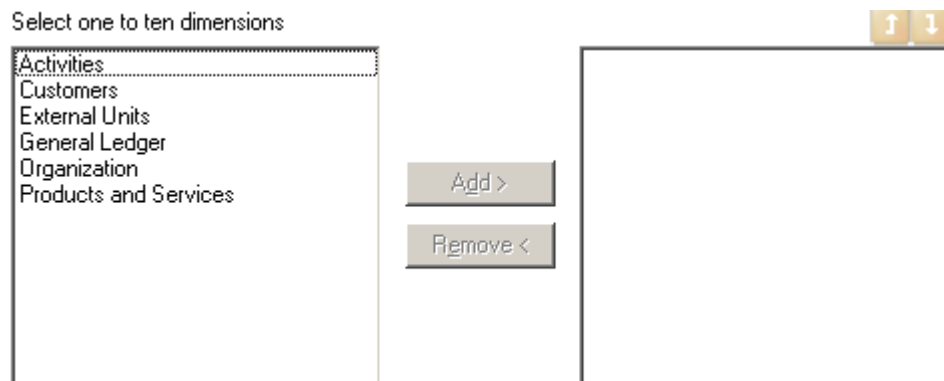 Select one to ten dimensions
Activities
Customers
External Units
General Ledger
Organization
Products and Services
Add >
Remove <